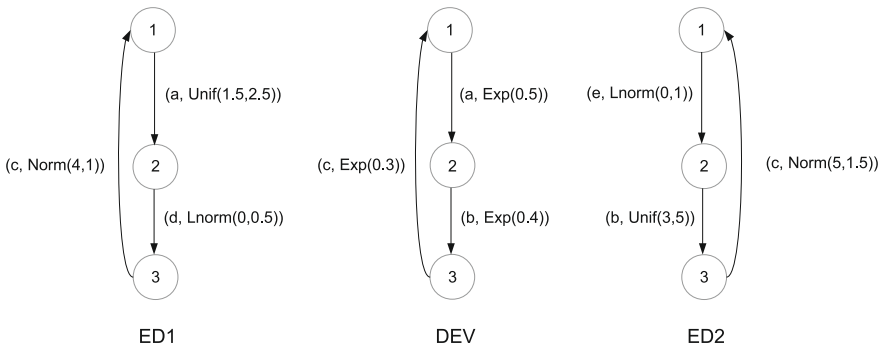 1
(a, Unif(1.5,2.5))
(c, Norm(4,1))
2
(d, Lnorm(0,0.5))
3
ED1
1
(a, Exp(0.5))
(c, Exp(0.3))
2
(b, Exp(0.4))
3
DEV
1
(e, Lnorm(0,1))
2
(c, Norm(5,1.5))
(b, Unif(3,5))
3
ED2